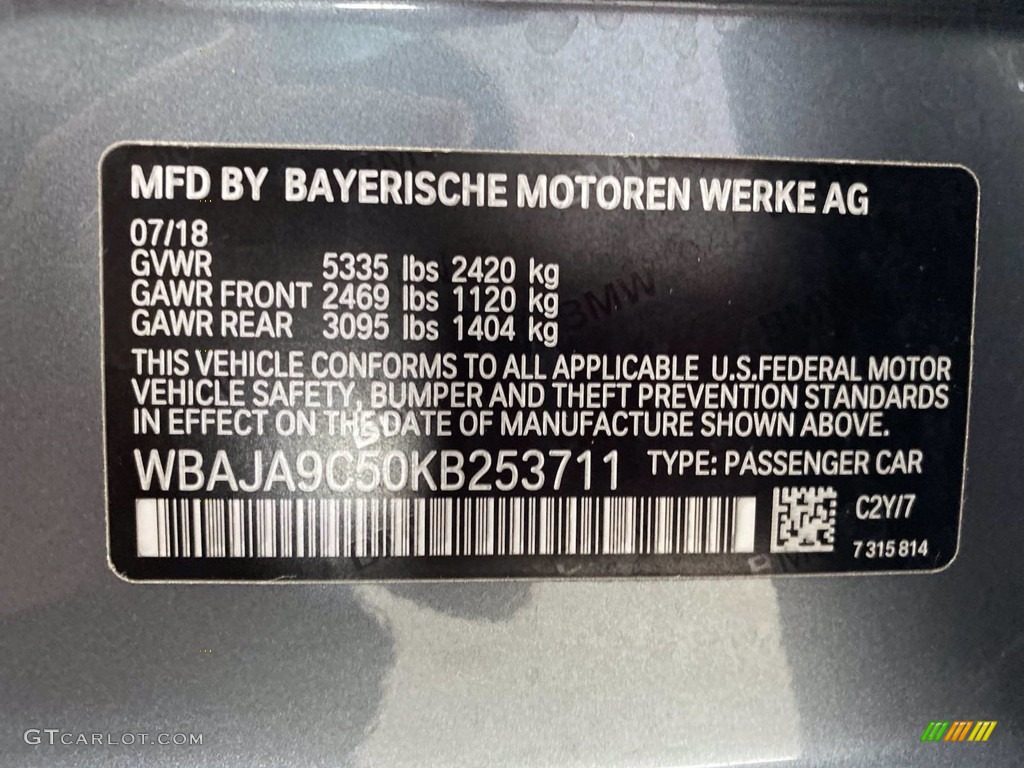 MFD BY BAYERISCHE MOTOREN WERKE AG
07/18
GVWR 5335 lbs 2420 kg
GAWR FRONT 2469 lbs 1120 kg
GAWR REAR 3095 lbs 1404 kg
THIS VEHICLE CONFORMS TO ALL APPLICABLE U.S.FEDERAL MOTOR
VEHICLE SAFETY, BUMPER AND THEFT PREVENTION STANDARDS
IN EFFECT ON THE DATE OF MANUFACTURE SHOWN ABOVE.
WBAJA9C50KB253711 TYPE: PASSENGER CAR
C2Y/7
7 315 814
GTCARLOT.COM